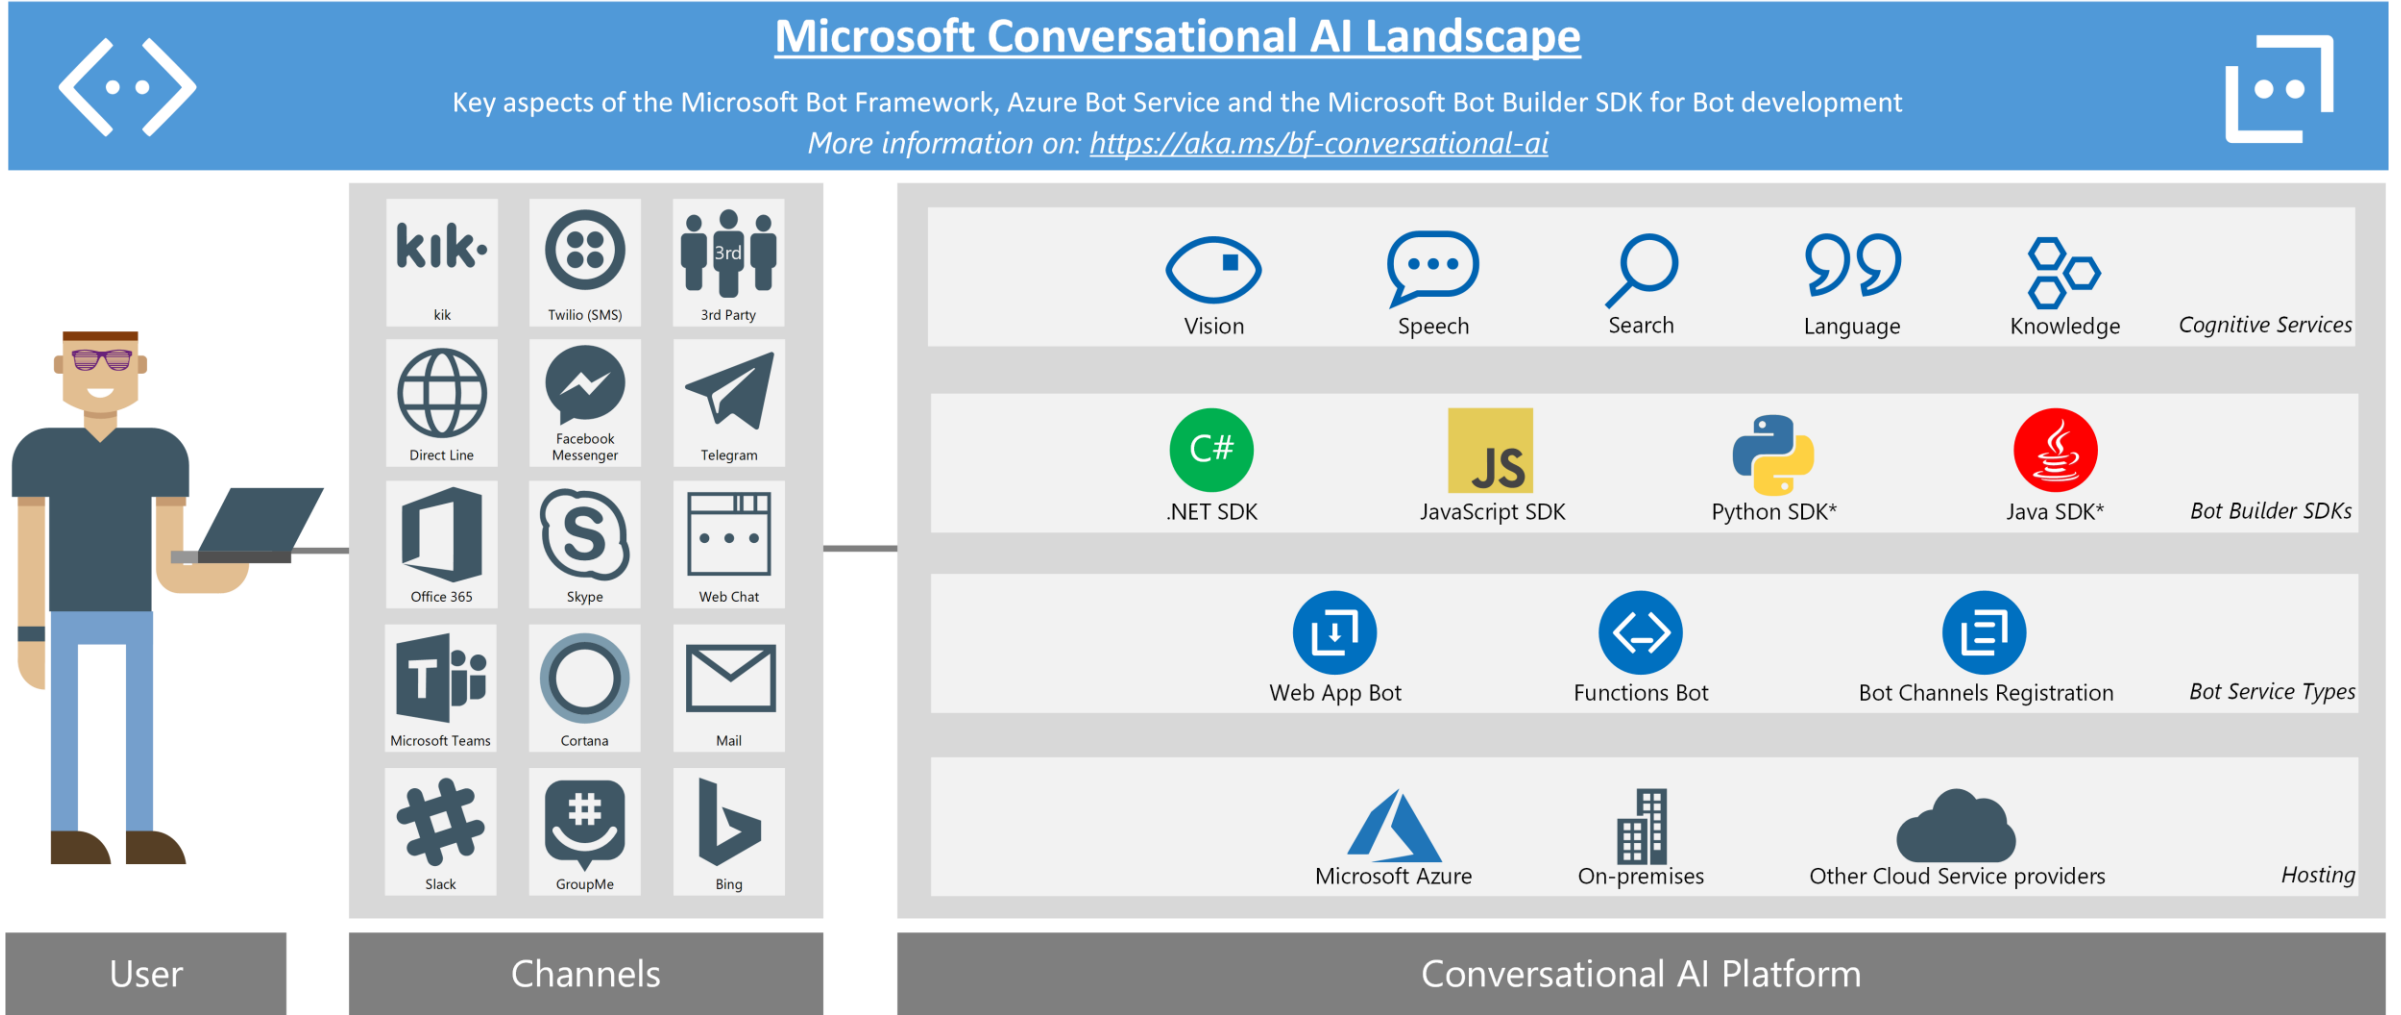 Microsoft Conversational AI Landscape
Key aspects of the Microsoft Bot Framework, Azure Bot Service and the Microsoft Bot Builder SDK for Bot development
More information on: https://aka.ms/bf-conversational-ai
kik
3rd
kik
Twilio (SMS)
3rd Party
Direct Line
Facebook
Messenger
Telegram
S
Office 365
Skype
Web Chat
T
Microsoft Teams
Cortana
Mail
#
Slack
GroupMe
Bing
Vision
Speech
Search
Language
Knowledge
Cognitive Services
C#
JS
.NET SDK
JavaScript SDK
Python SDK*
Java SDK*
Bot Builder SDKs
Web App Bot
Functions Bot
Bot Channels Registration
Bot Service Types
Microsoft Azure
On-premises
Other Cloud Service providers
Hosting
User
Channels
Conversational AI Platform